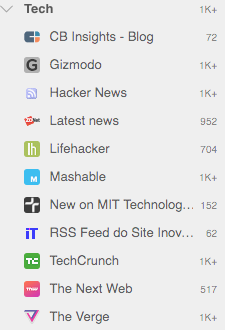 Tech 1K+
CB Insights - Blog 72
Gizmodo 1K+
Hacker News 1K+
Latest news 952
Lifehacker 704
Mashable 1K+
New on MIT Technolog... 152
RSS Feed do Site Inov... 62
TechCrunch 1K+
The Next Web 517
The Verge 1K+